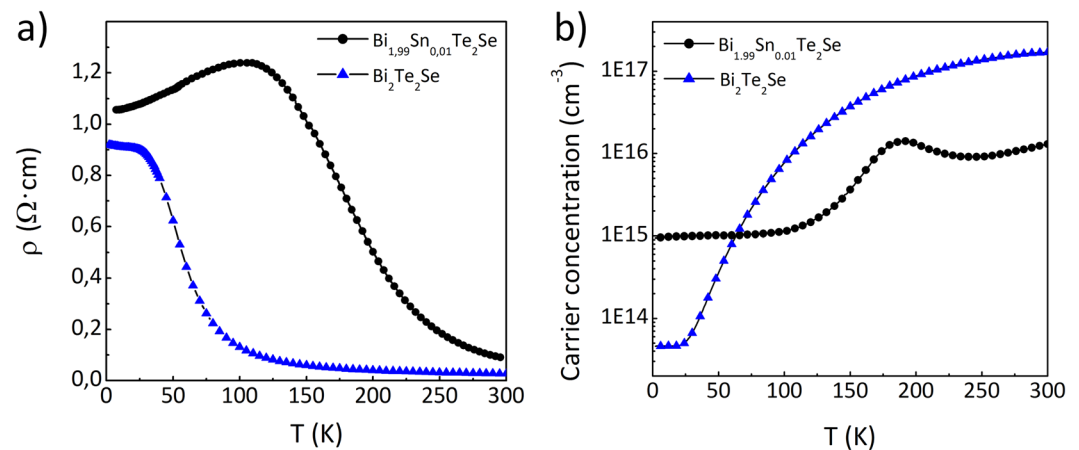 a)
Bi1,99Sn0,01Te2Se
Bi2Te2Se
1,2
1,0
0,8
0,6
0,4
0,2
0,0
ρ (Ω·cm)
0 50 100 150 200 250 300
T (K)
b)
Bi1.99Sn0.01Te2Se
Bi2Te2Se
1E17
1E16
1E15
1E14
Carrier concentration (cm-3)
0 50 100 150 200 250 300
T (K)